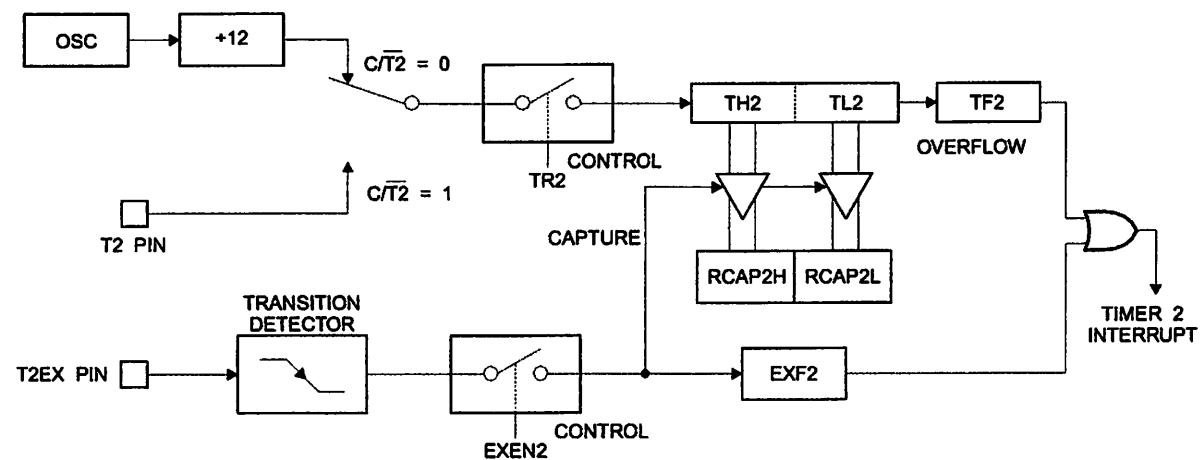 OSC
+12
C/T2 = 0
TH2
TL2
TF2
OVERFLOW
CONTROL
TR2
C/T2 = 1
T2 PIN
CAPTURE
RCAP2H
RCAP2L
TRANSITION
DETECTOR
TIMER 2
INTERRUPT
T2EX PIN
EXF2
CONTROL
EXEN2